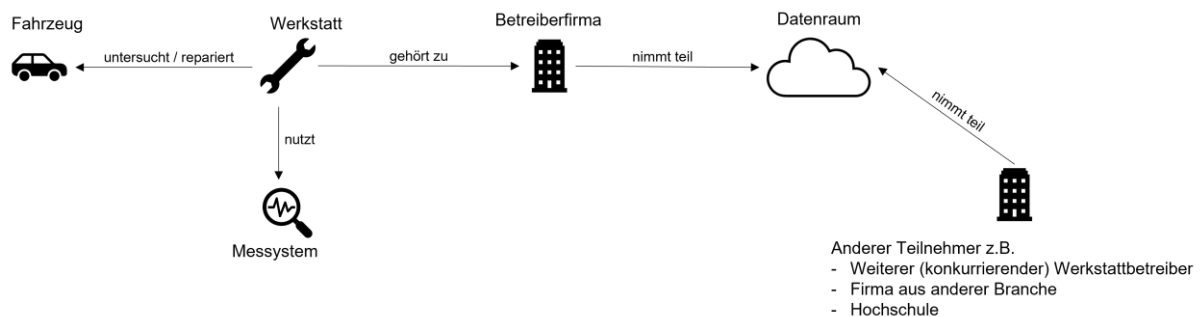 Fahrzeug
Werkstatt
Betreiberfirma
Datenraum
untersucht / repariert
gehört zu
nimmt teil
nimmt teil
nutzt
Messystem
Anderer Teilnehmer z.B.
- Weiterer (konkurrierender) Werkstattbetreiber
- Firma aus anderer Branche
- Hochschule